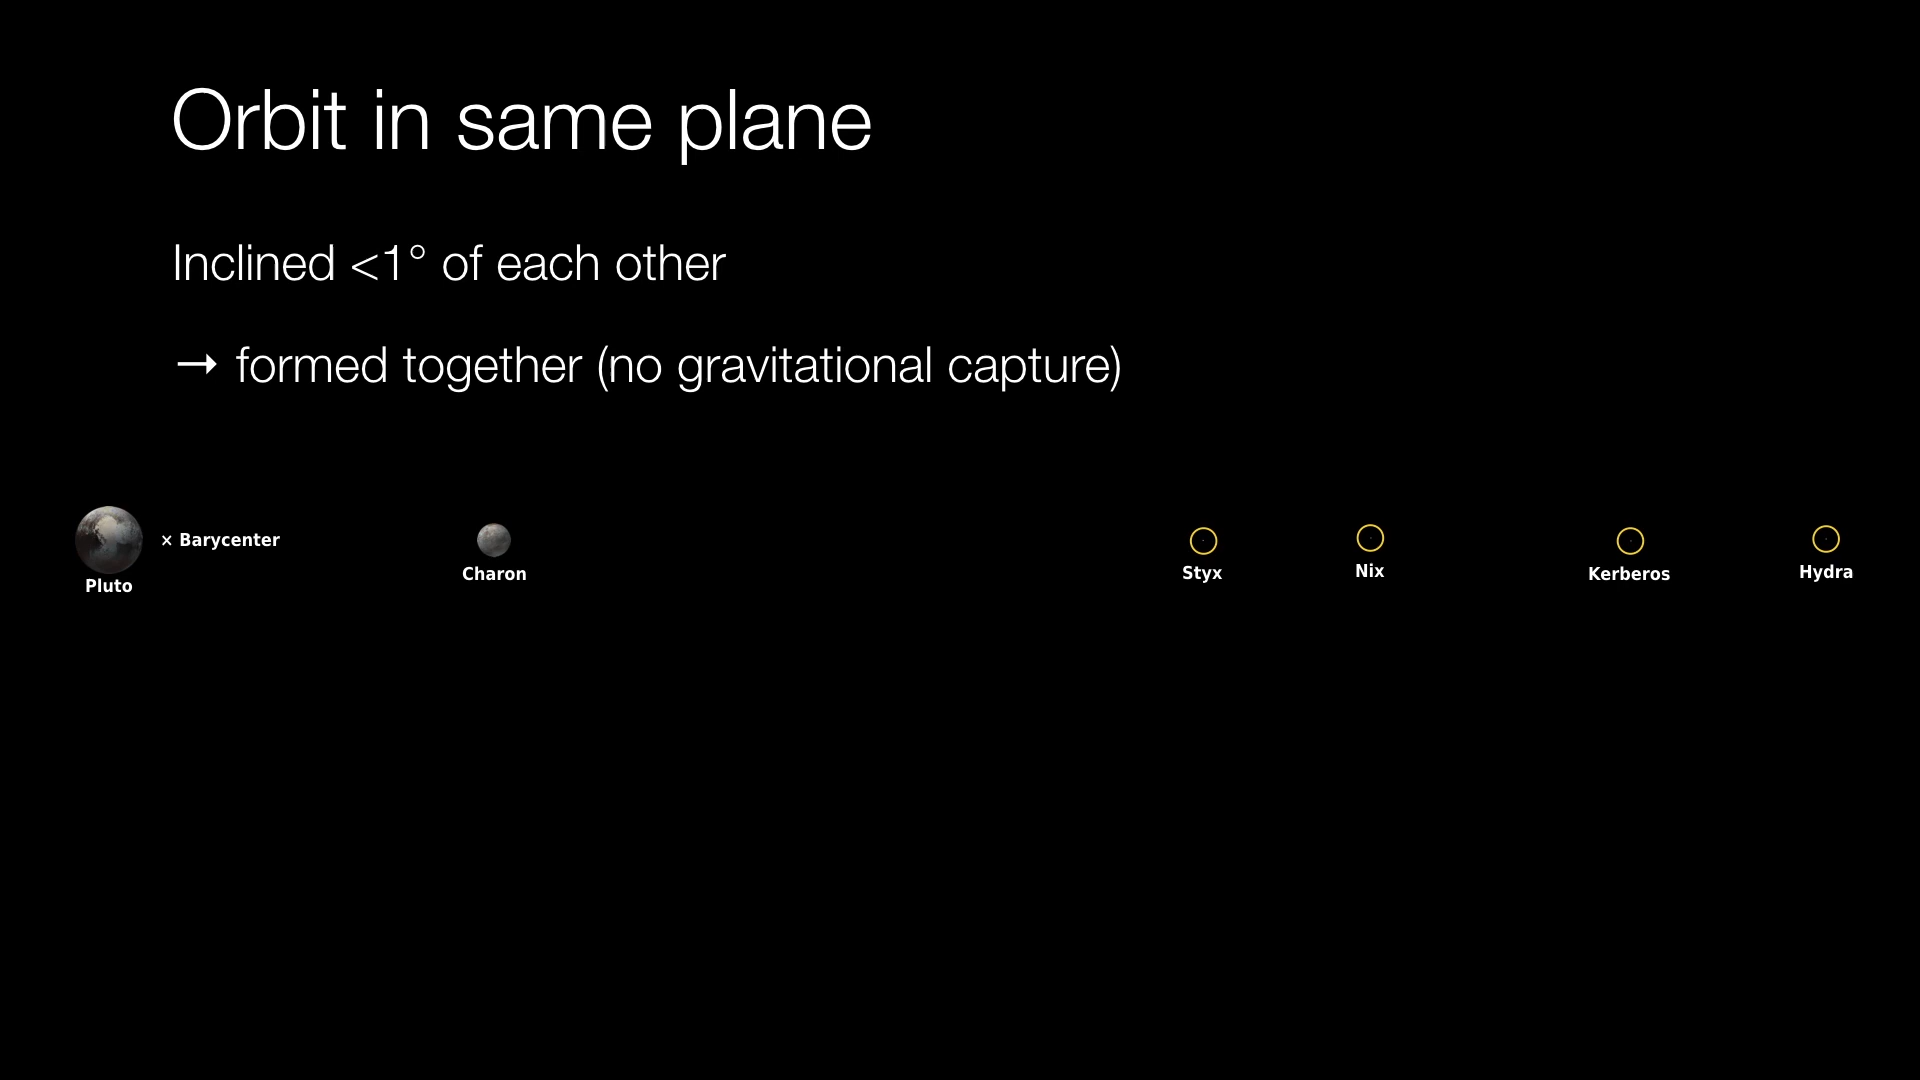 Orbit in same plane
Inclined <1° of each other
→ formed together (no gravitational capture)
× Barycenter
Pluto
Charon
Styx
Nix
Kerberos
Hydra